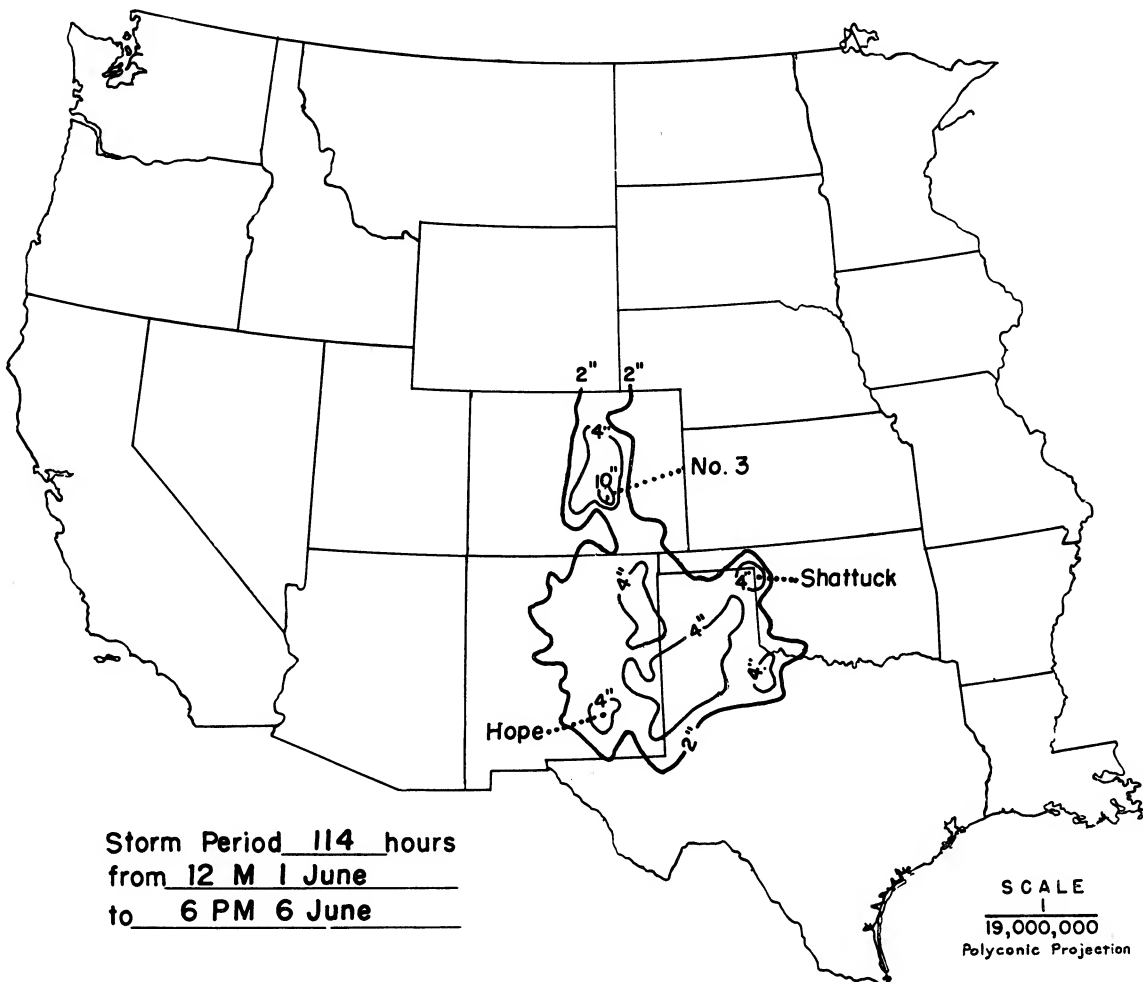 2" 2"
4"
10"
No. 3
4"
4"
Shattuck
4"
4"
4"
Hope
2"
Storm Period 114 hours
from 12 M 1 June
to 6 PM 6 June
SCALE
1
19,000,000
Polyconic Projection